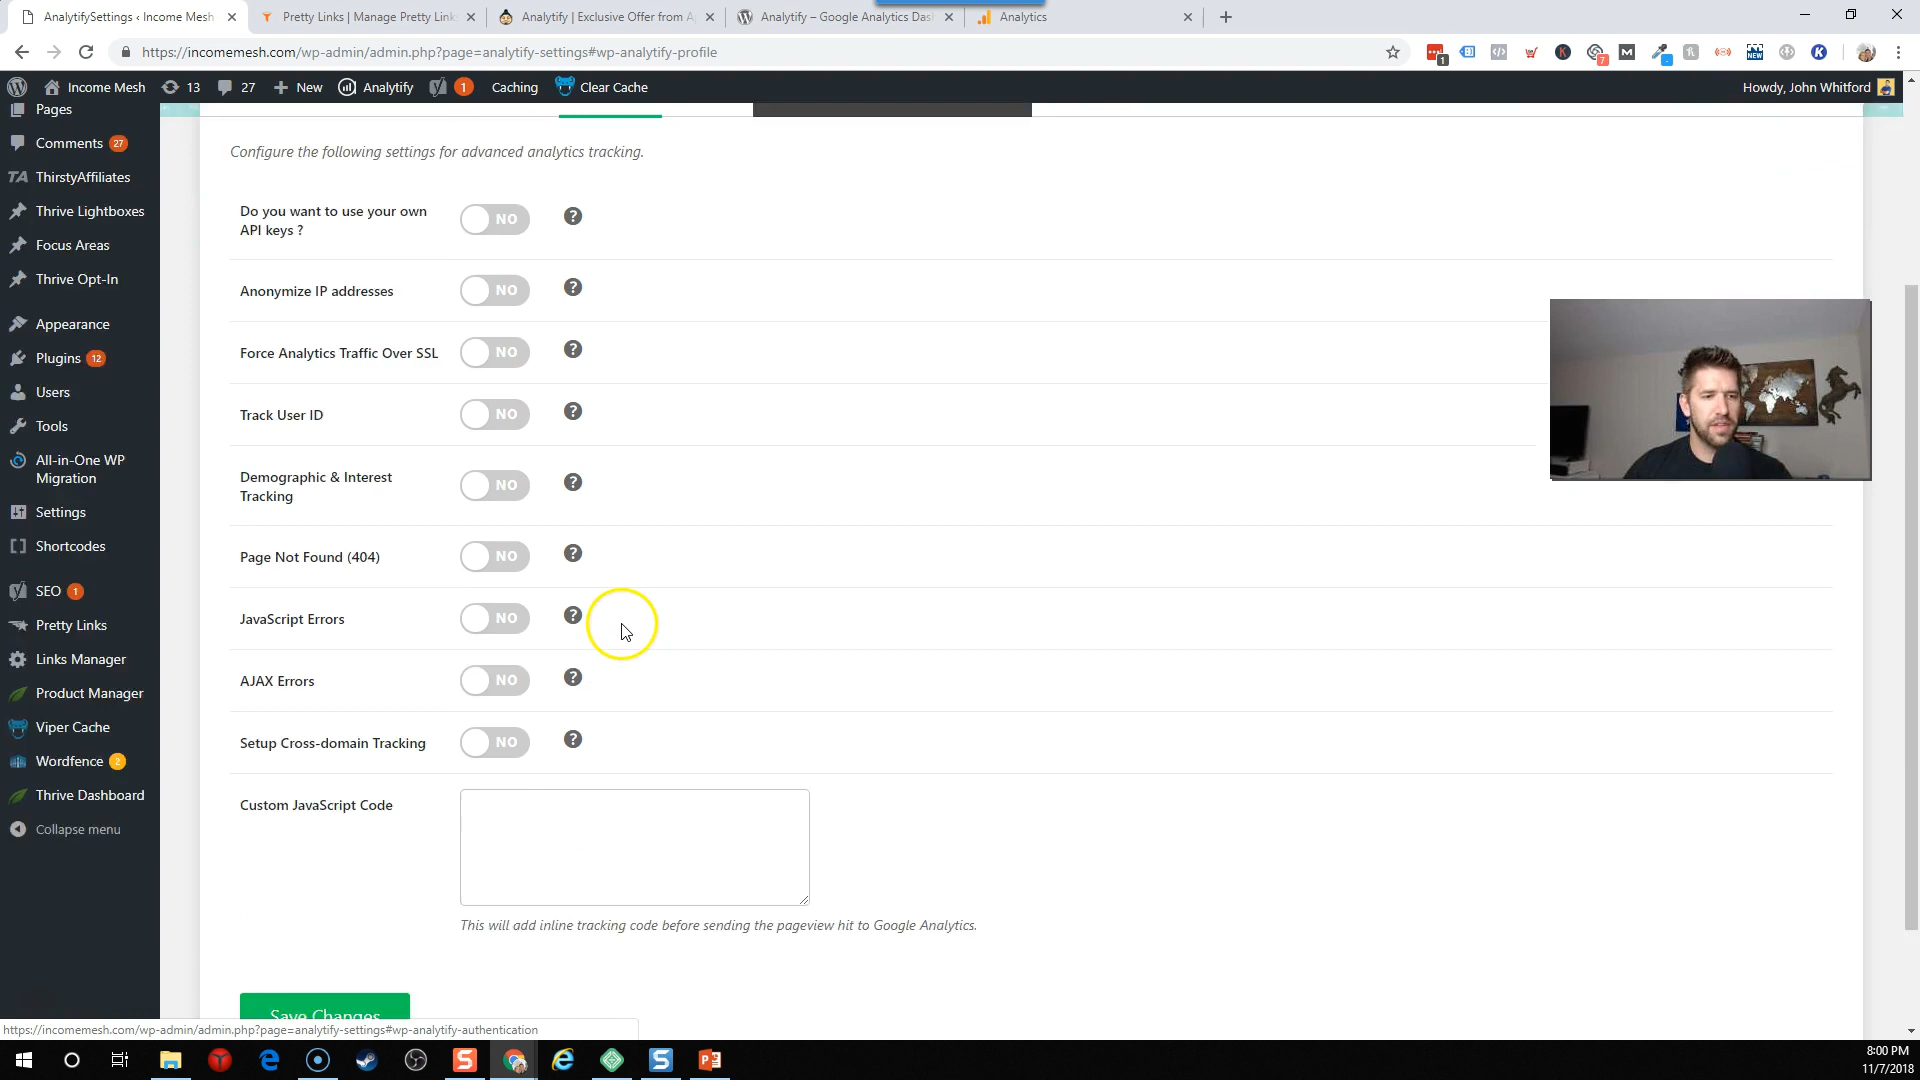 AnalytifySettings ‹ Income Mesh
Pretty Links | Manage Pretty Link
Analytify | Exclusive Offer from A
Analytify – Google Analytics Das
Analytics
https://incomemesh.com/wp-admin/admin.php?page=analytify-settings#wp-analytify-profile
Income Mesh
13
27
New
Analytify
1
Caching
Clear Cache
Howdy, John Whitford
Pages
Comments 27
ThirstyAffiliates
Thrive Lightboxes
Focus Areas
Thrive Opt-In
Appearance
Plugins 12
Users
Tools
All-in-One WP
Migration
Settings
Shortcodes
SEO 1
Pretty Links
Links Manager
Product Manager
Viper Cache
Wordfence 2
Thrive Dashboard
Collapse menu
Configure the following settings for advanced analytics tracking.
Do you want to use your own
API keys ?
NO
?
Anonymize IP addresses NO ?
Force Analytics Traffic Over SSL NO ?
Track User ID NO ?
Demographic & Interest
Tracking
NO
?
Page Not Found (404) NO ?
JavaScript Errors NO ?
AJAX Errors NO ?
Setup Cross-domain Tracking NO ?
Custom JavaScript Code
This will add inline tracking code before sending the pageview hit to Google Analytics.
Save Changes
https://incomemesh.com/wp-admin/admin.php?page=analytify-settings#wp-analytify-authentication
8:00 PM
11/7/2018